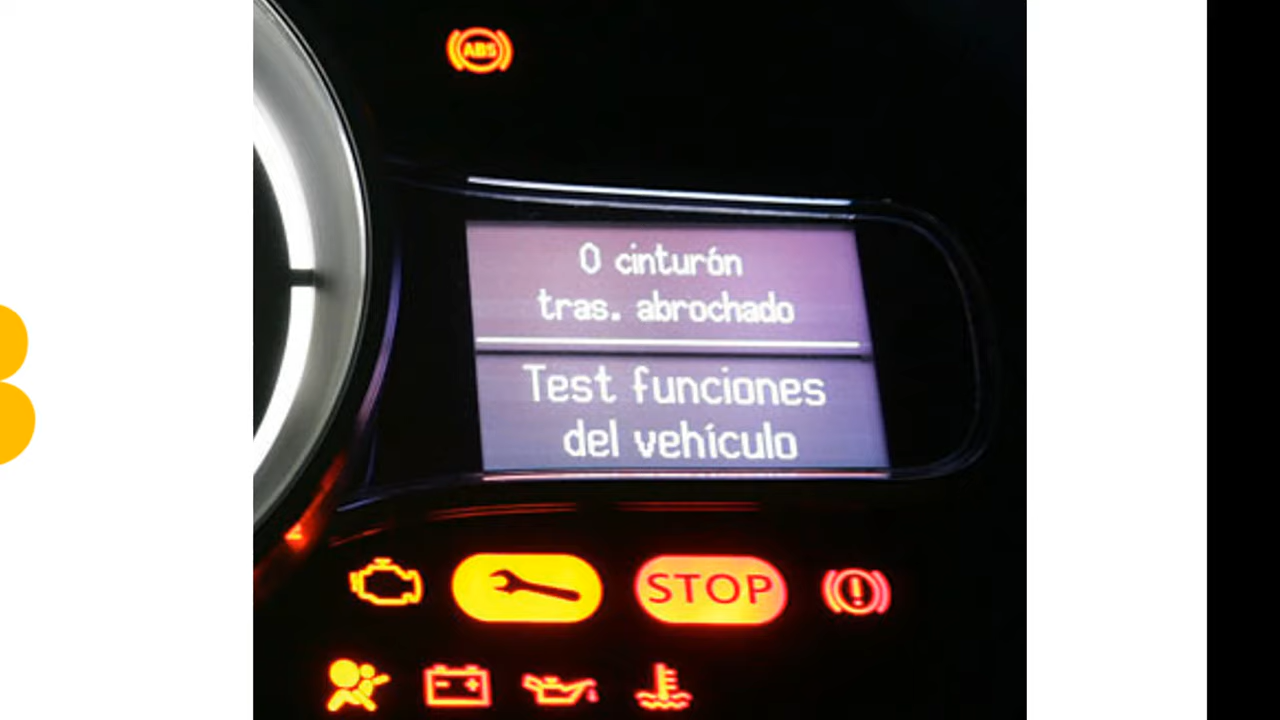 ABS
0 cinturón
tras. abrochado
Test funciones
del vehículo
STOP